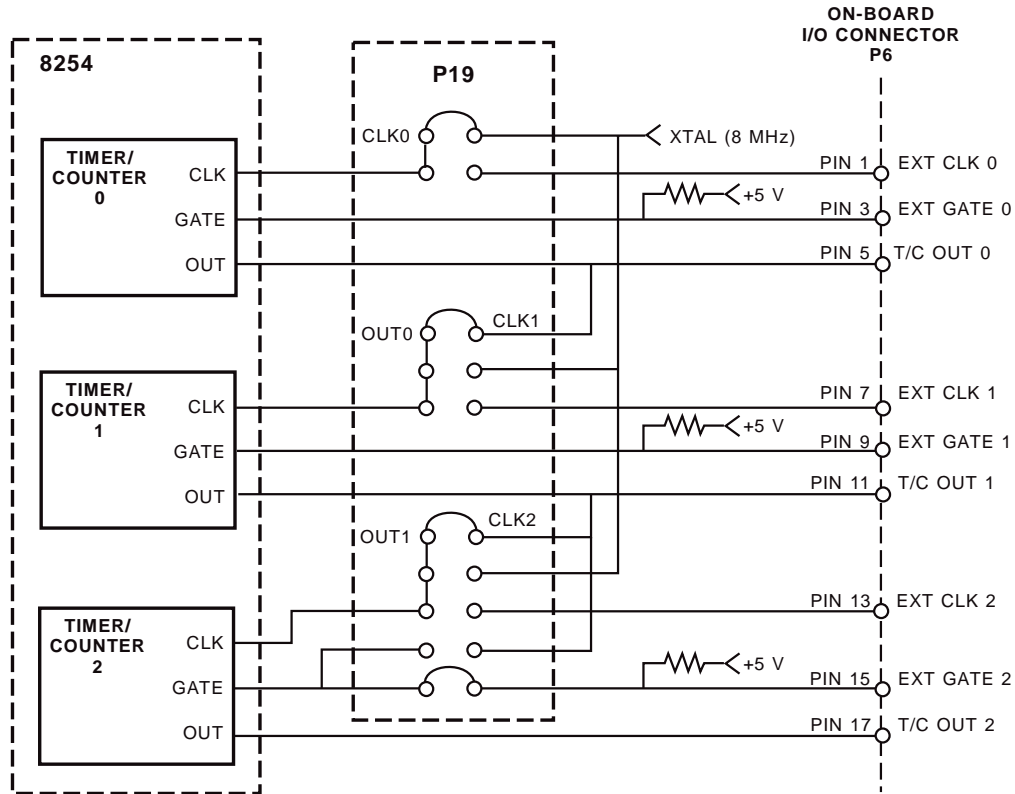 ON-BOARD
I/O CONNECTOR
P6
8254
P19
TIMER/
COUNTER
0
CLK
GATE
OUT
CLK0
XTAL (8 MHz)
PIN 1
EXT CLK 0
+5 V
PIN 3
EXT GATE 0
PIN 5
T/C OUT 0
OUT0
CLK1
TIMER/
COUNTER
1
CLK
GATE
OUT
PIN 7
EXT CLK 1
+5 V
PIN 9
EXT GATE 1
PIN 11
T/C OUT 1
OUT1
CLK2
TIMER/
COUNTER
2
CLK
GATE
OUT
PIN 13
EXT CLK 2
+5 V
PIN 15
EXT GATE 2
PIN 17
T/C OUT 2